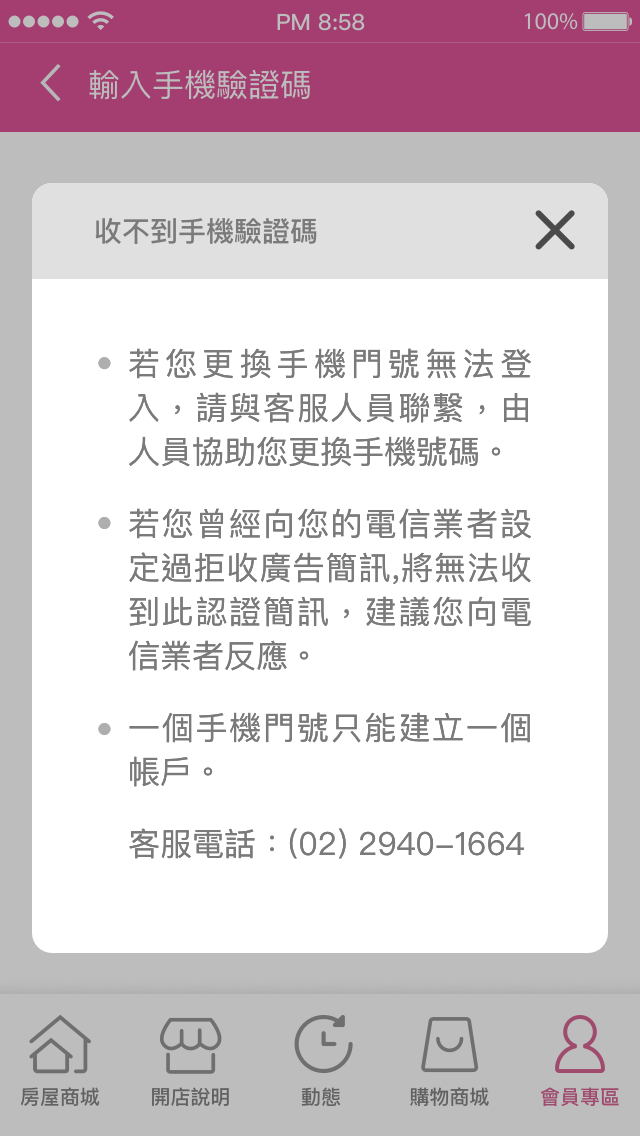 PM 8:58
100%
輸入手機驗證碼
收不到手機驗證碼
若您更換手機門號無法登
入，請與客服人員聯繫，由
人員協助您更換手機號碼。
若您曾經向您的電信業者設
定過拒收廣告簡訊,將無法收
到此認證簡訊，建議您向電
信業者反應。
一個手機門號只能建立一個
帳戶。
客服電話：(02) 2940–1664
房屋商城
開店說明
動態
購物商城
會員專區